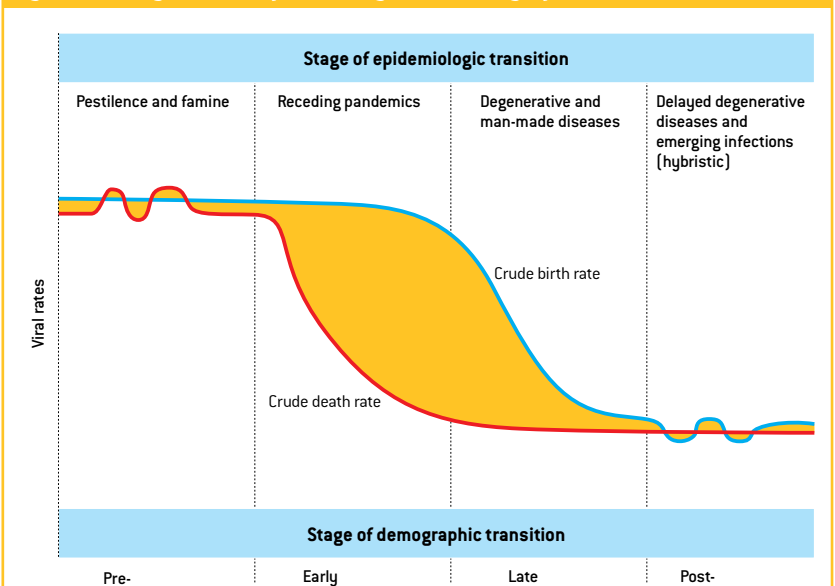 Stage of epidemiologic transition
Pestilence and famine
Receding pandemics
Degenerative and
man-made diseases
Delayed degenerative
diseases and
emerging infections
(hybristic)
Viral rates
Crude birth rate
Crude death rate
Stage of demographic transition
Pre-
Early
Late
Post-